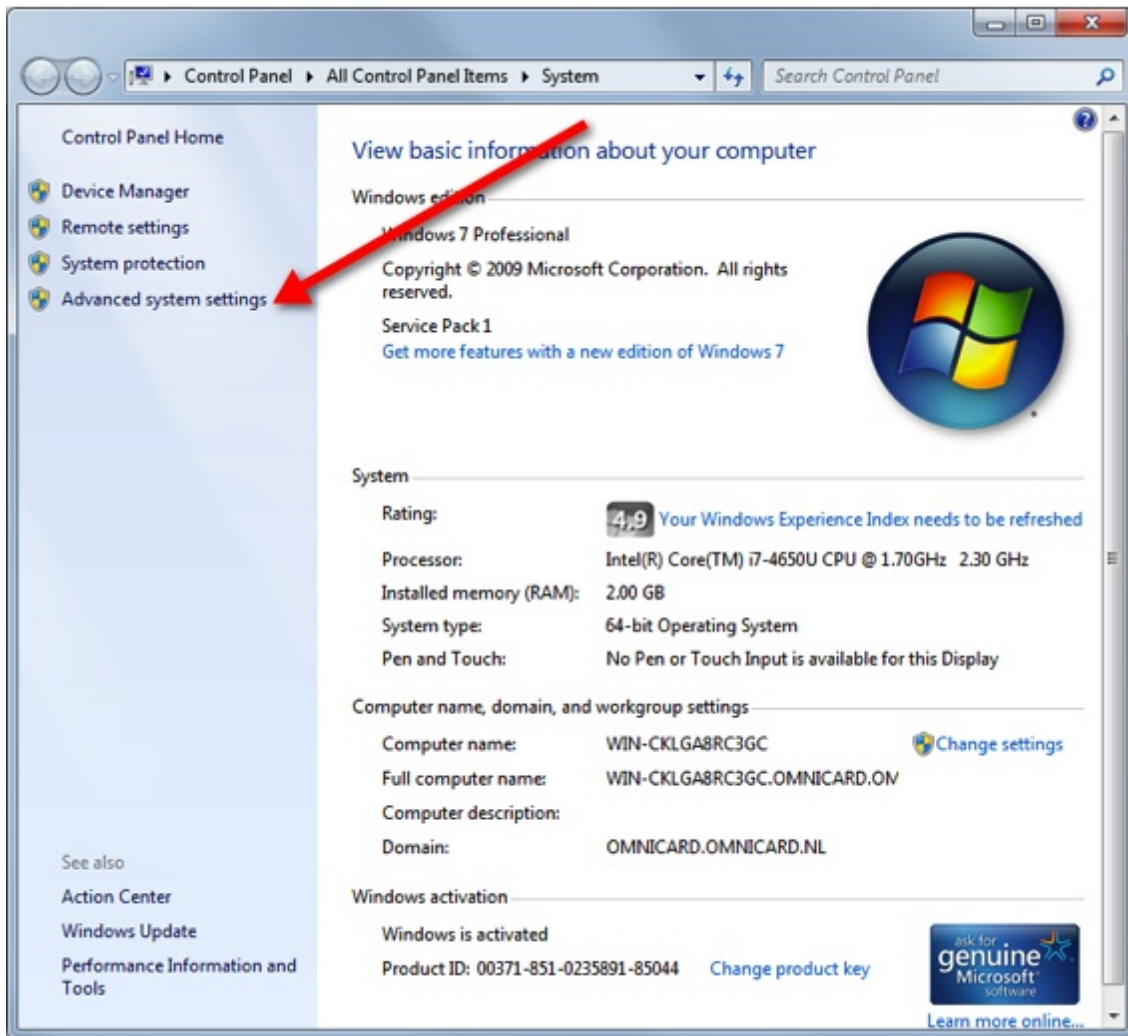 Control Panel ▸ All Control Panel Items ▸ System
Search Control Panel
Control Panel Home
Device Manager
Remote settings
System protection
Advanced system settings
See also
Action Center
Windows Update
Performance Information and
Tools
View basic information about your computer
Windows edition
Windows 7 Professional
Copyright © 2009 Microsoft Corporation. All rights
reserved.
Service Pack 1
Get more features with a new edition of Windows 7
System
Rating:
4,9 Your Windows Experience Index needs to be refreshed
Processor:
Intel(R) Core(TM) i7-4650U CPU @ 1.70GHz 2.30 GHz
Installed memory (RAM):
2.00 GB
System type:
64-bit Operating System
Pen and Touch:
No Pen or Touch Input is available for this Display
Computer name, domain, and workgroup settings
Computer name:
WIN-CKLGA8RC3GC
Change settings
Full computer name:
WIN-CKLGA8RC3GC.OMNICARD.OM
Computer description:
Domain:
OMNICARD.OMNICARD.NL
Windows activation
Windows is activated
Product ID: 00371-851-0235891-85044
Change product key
ask for
genuine
Microsoft
software
Learn more online...